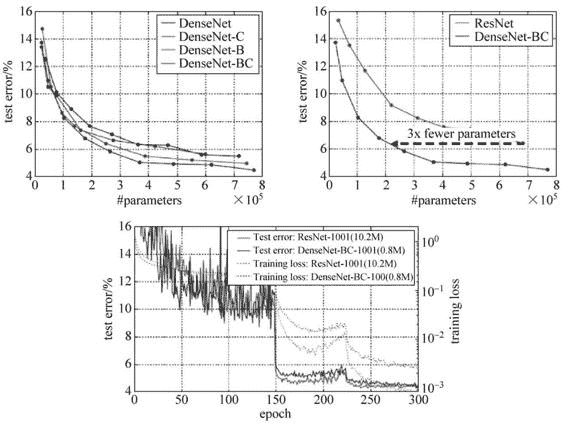 16
14
12
10
8
6
4
test error/%
DenseNet
DenseNet-C
DenseNet-B
DenseNet-BC
0 1 2 3 4 5 6 7 8
#parameters
×10⁵
16
14
12
10
8
6
4
test error/%
ResNet
DenseNet-BC
3x fewer parameters
0 1 2 3 4 5 6 7 8
#parameters
×10⁵
16
14
12
10
8
6
4
test error/%
Test error: ResNet-1001(10.2M)
Test error: DenseNet-BC-1001(0.8M)
Training loss: ResNet-1001(10.2M)
Training loss: DenseNet-BC-100(0.8M)
10⁰
10⁻¹
10⁻²
10⁻³
training loss
0 50 100 150 200 250 300
epoch